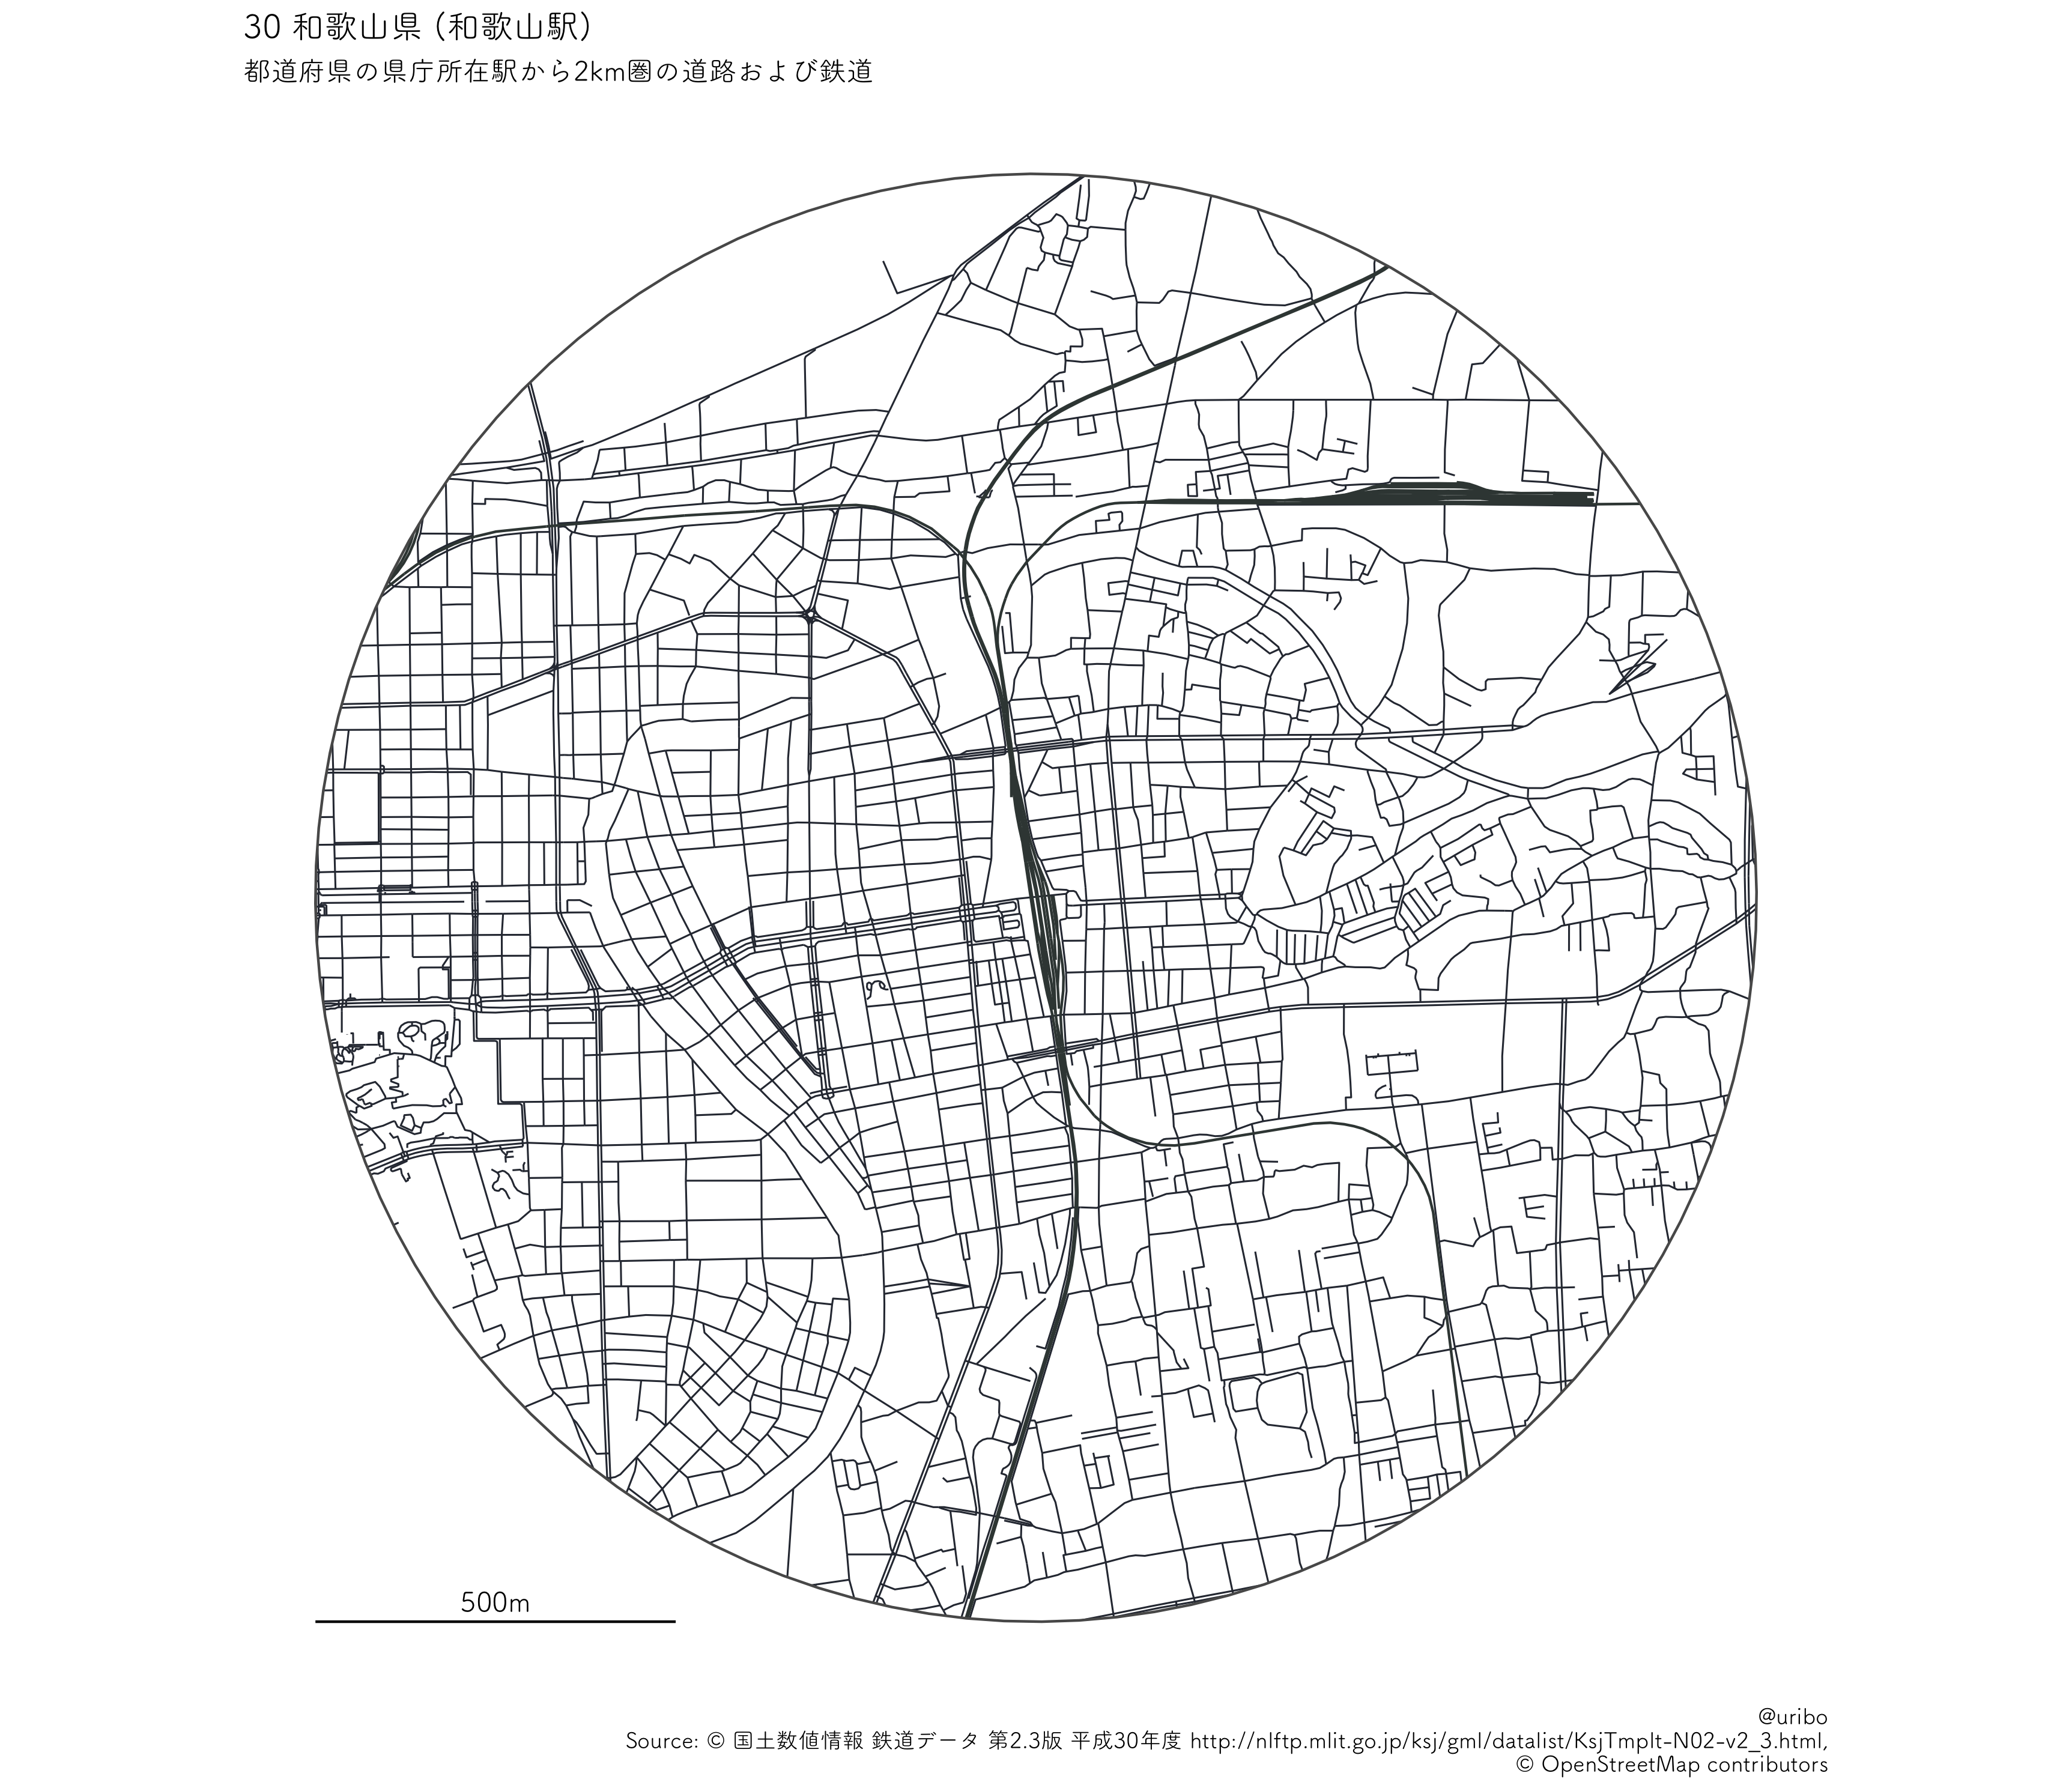 30 和歌山県 (和歌山駅)
都道府県の県庁所在駅から2km圏の道路および鉄道
500m
@uribo
Source: © 国土数値情報 鉄道データ 第2.3版 平成30年度 http://nlftp.mlit.go.jp/ksj/gml/datalist/KsjTmplt-N02-v2_3.html,
© OpenStreetMap contributors